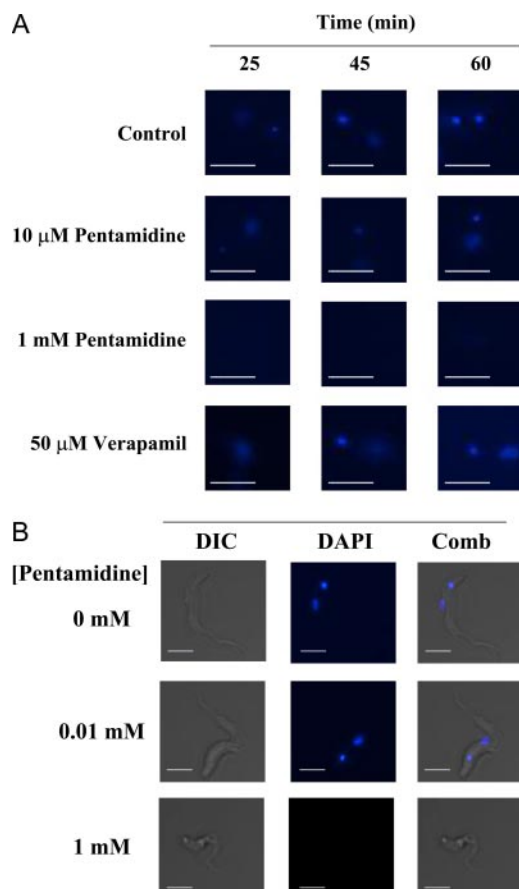 A
Time (min)
25 45 60
Control
10 μM Pentamidine
1 mM Pentamidine
50 μM Verapamil
B
DIC DAPI Comb
[Pentamidine]
0 mM
0.01 mM
1 mM